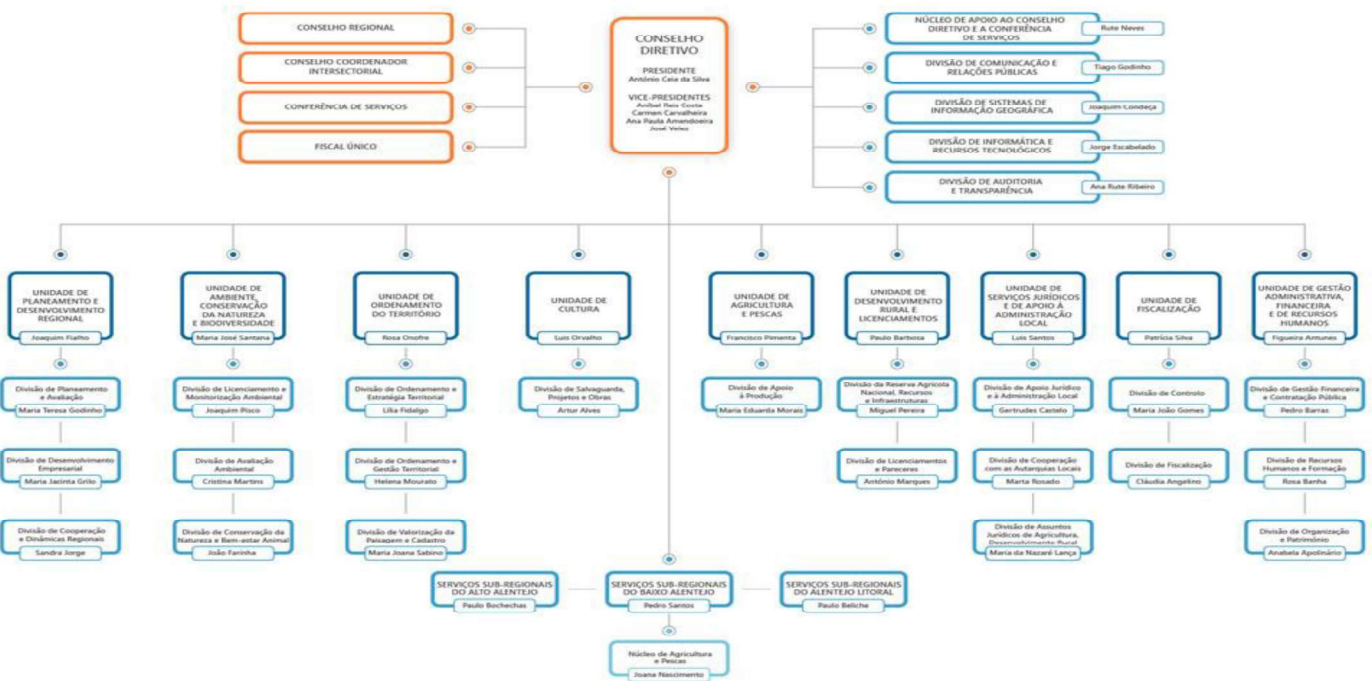 CONSELHO REGIONAL
CONSELHO COORDENADOR
INTERSECTORIAL
CONFERÊNCIA DE SERVIÇOS
FISCAL ÚNICO
CONSELHO
DIRETIVO
PRESIDENTE
António Ceia da Silva
VICE-PRESIDENTES
Aníbal Reis Costa
Carmen Carvalheira
Ana Paula Amendoeira
José Velez
NÚCLEO DE APOIO AO CONSELHO
DIRETIVO E A CONFERÊNCIA
DE SERVIÇOS
Rute Neves
DIVISÃO DE COMUNICAÇÃO E
RELAÇÕES PÚBLICAS
Tiago Godinho
DIVISÃO DE SISTEMAS DE
INFORMAÇÃO GEOGRÁFICA
Joaquim Condeça
DIVISÃO DE INFORMÁTICA E
RECURSOS TECNOLÓGICOS
Jorge Escabelado
DIVISÃO DE AUDITORIA
E TRANSPARÊNCIA
Ana Rute Ribeiro
UNIDADE DE
PLANEAMENTO E
DESENVOLVIMENTO
REGIONAL
Joaquim Fialho
Divisão de Planeamento
e Avaliação
Maria Teresa Godinho
Divisão de Desenvolvimento
Empresarial
Maria Jacinta Grilo
Divisão de Cooperação
e Dinâmicas Regionais
Sandra Jorge
UNIDADE DE
AMBIENTE,
CONSERVAÇÃO
DA NATUREZA
E BIODIVERSIDADE
Maria José Santana
Divisão de Licenciamento e
Monitorização Ambiental
Joaquim Pisco
Divisão de Avaliação
Ambiental
Cristina Martins
Divisão de Conservação da
Natureza e Bem-estar Animal
João Farinha
UNIDADE DE
ORDENAMENTO
DO TERRITÓRIO
Rosa Onofre
Divisão de Ordenamento e
Estratégia Territorial
Lília Fidalgo
Divisão de Ordenamento e
Gestão Territorial
Helena Mourato
Divisão de Valorização da
Paisagem e Cadastro
Maria Joana Sabino
UNIDADE DE
CULTURA
Luis Orvalho
Divisão de Salvaguarda,
Projetos e Obras
Artur Alves
UNIDADE DE
AGRICULTURA
E PESCAS
Francisco Pimenta
Divisão de Apoio
à Produção
Maria Eduarda Morais
UNIDADE DE
DESENVOLVIMENTO
RURAL E
LICENCIAMENTOS
Paulo Barbosa
Divisão da Reserva Agrícola
Nacional, Recursos
e Infraestruturas
Miguel Pereira
Divisão de Licenciamentos
e Pareceres
António Marques
UNIDADE DE
SERVIÇOS JURÍDICOS
E DE APOIO À
ADMINISTRAÇÃO
LOCAL
Luis Santos
Divisão de Apoio Jurídico
e à Administração Local
Gertrudes Castelo
Divisão de Cooperação
com as Autarquias Locais
Marta Rosado
Divisão de Assuntos
Jurídicos de Agricultura,
Desenvolvimento Rural
Maria da Nazaré Lança
UNIDADE DE
FISCALIZAÇÃO
Patrícia Silva
Divisão de Controlo
Maria João Gomes
Divisão de Fiscalização
Cláudia Angelino
UNIDADE DE GESTÃO
ADMINISTRATIVA,
FINANCEIRA
E DE RECURSOS
HUMANOS
Figueira Antunes
Divisão de Gestão Financeira
e Contratação Pública
Pedro Barras
Divisão de Recursos
Humanos e Formação
Rosa Banha
Divisão de Organização
e Património
Anabela Apolinário
SERVIÇOS SUB-REGIONAIS
DO ALTO ALENTEJO
Paulo Bochechas
SERVIÇOS SUB-REGIONAIS
DO BAIXO ALENTEJO
Pedro Santos
SERVIÇOS SUB-REGIONAIS
DO ALENTEJO LITORAL
Paulo Beliche
Núcleo de Agricultura
e Pescas
Joana Nascimento